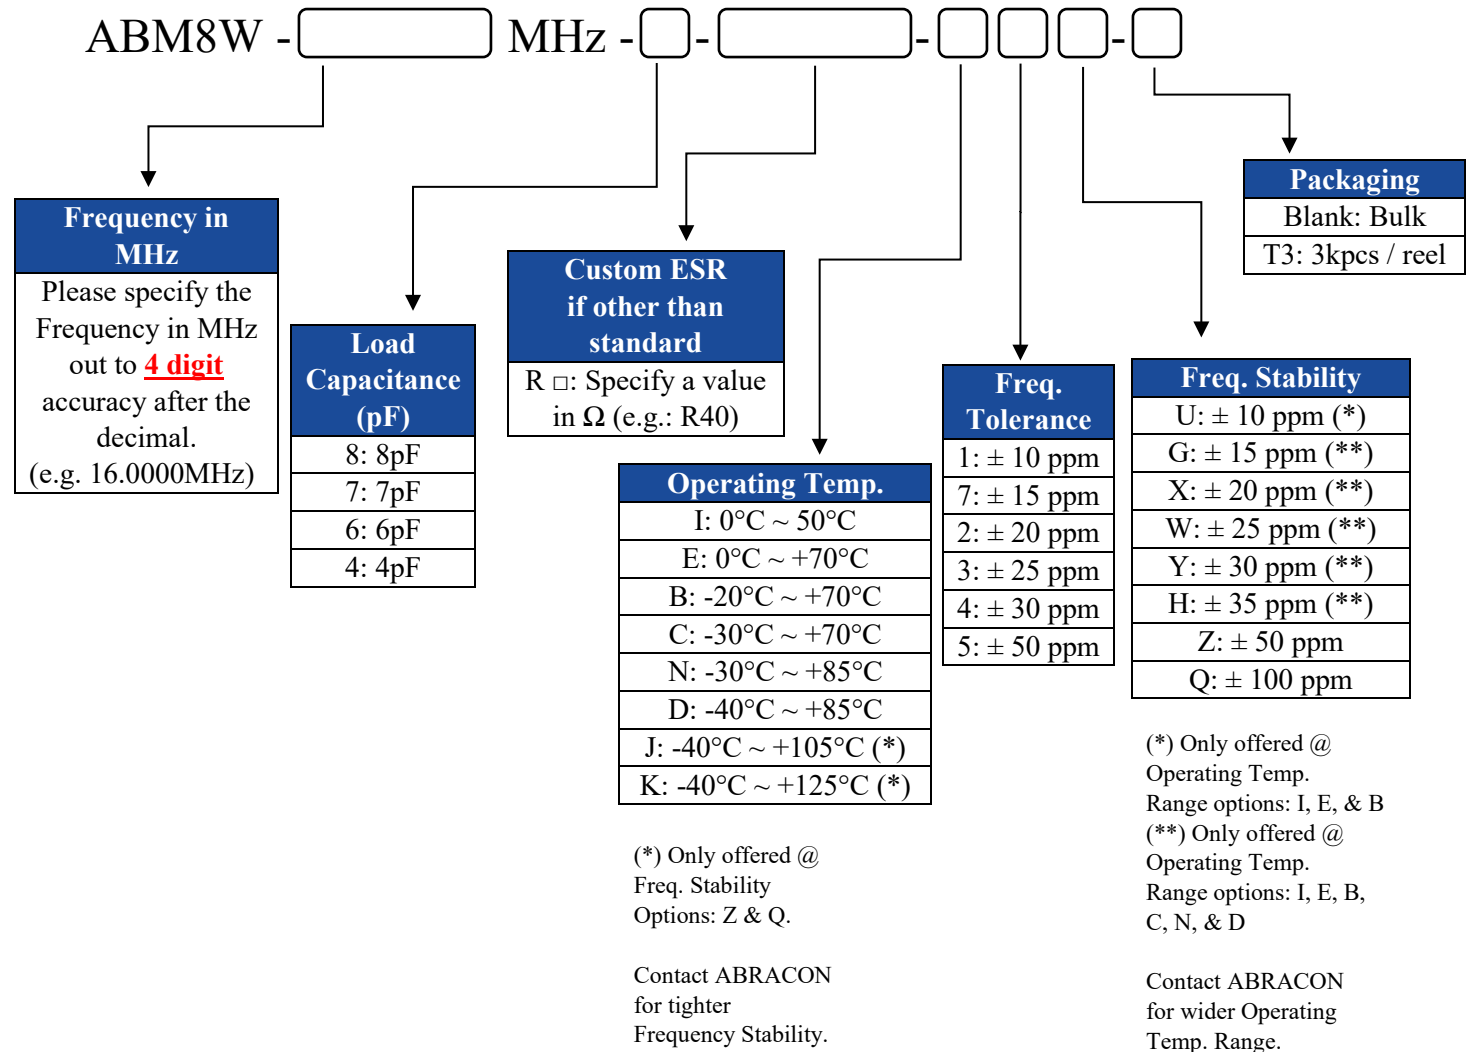 ABM8W - MHz - - - -
Frequency in
MHz
Please specify the
Frequency in MHz
out to 4 digit
accuracy after the
decimal.
(e.g. 16.0000MHz)
Load
Capacitance
(pF)
8: 8pF
7: 7pF
6: 6pF
4: 4pF
Custom ESR
if other than
standard
R □: Specify a value
in Ω (e.g.: R40)
Operating Temp.
I: 0°C ~ 50°C
E: 0°C ~ +70°C
B: -20°C ~ +70°C
C: -30°C ~ +70°C
N: -30°C ~ +85°C
D: -40°C ~ +85°C
J: -40°C ~ +105°C (*)
K: -40°C ~ +125°C (*)
(*) Only offered @
Freq. Stability
Options: Z & Q.
Contact ABRACON
for tighter
Frequency Stability.
Freq.
Tolerance
1: ± 10 ppm
7: ± 15 ppm
2: ± 20 ppm
3: ± 25 ppm
4: ± 30 ppm
5: ± 50 ppm
Freq. Stability
U: ± 10 ppm (*)
G: ± 15 ppm (**)
X: ± 20 ppm (**)
W: ± 25 ppm (**)
Y: ± 30 ppm (**)
H: ± 35 ppm (**)
Z: ± 50 ppm
Q: ± 100 ppm
(*) Only offered @
Operating Temp.
Range options: I, E, & B
(**) Only offered @
Operating Temp.
Range options: I, E, B,
C, N, & D
Contact ABRACON
for wider Operating
Temp. Range.
Packaging
Blank: Bulk
T3: 3kpcs / reel